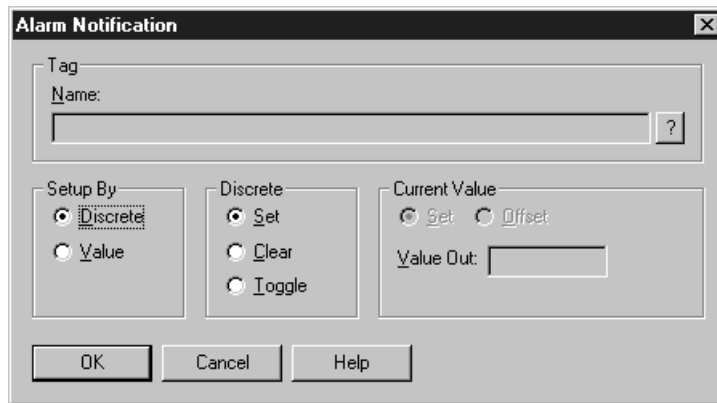 Alarm Notification
Tag
Name:
?
Setup By
Discrete
Value
Discrete
Set
Clear
Toggle
Current Value
Set Offset
Value Out:
OK Cancel Help